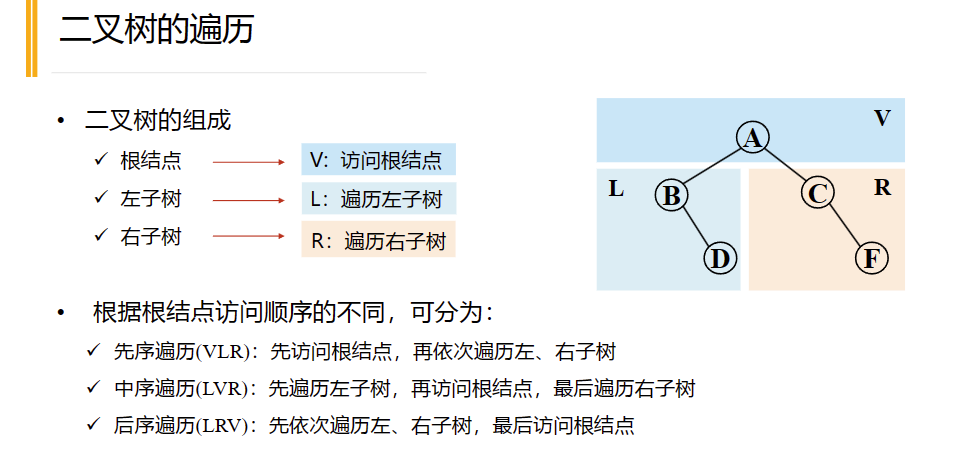 二叉树的遍历
• 二叉树的组成
✓ 根结点
V：访问根结点
✓ 左子树
L：遍历左子树
✓ 右子树
R：遍历右子树
V
A
L
B
C
R
D
F
• 根据根结点访问顺序的不同，可分为：
✓ 先序遍历(VLR)：先访问根结点，再依次遍历左、右子树
✓ 中序遍历(LVR)：先遍历左子树，再访问根结点，最后遍历右子树
✓ 后序遍历(LRV)：先依次遍历左、右子树，最后访问根结点